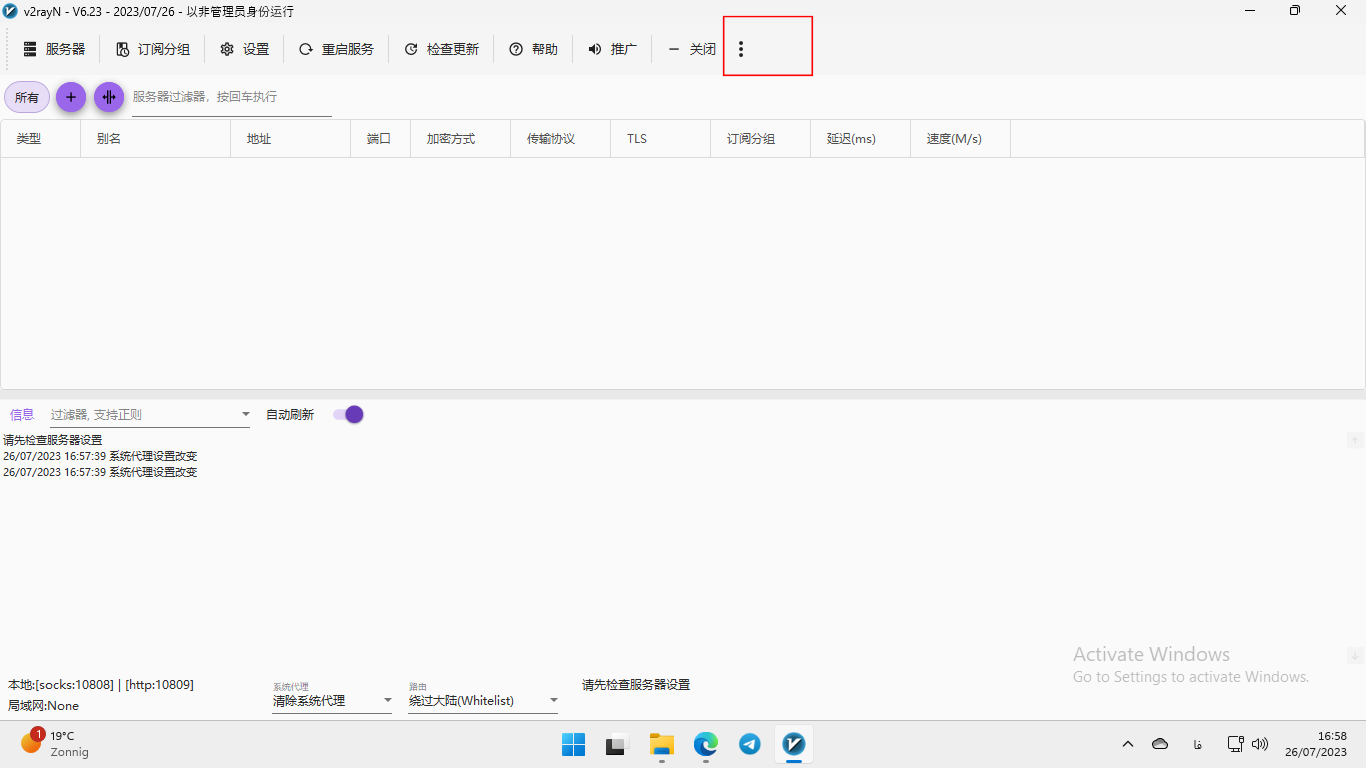 v2rayN - V6.23 - 2023/07/26 - 以非管理员身份运行
服务器 订阅分组 设置 重启服务 检查更新 帮助 推广 关闭
所有 服务器过滤器，按回车执行
类型 别名 地址 端口 加密方式 传输协议 TLS 订阅分组 延迟(ms) 速度(M/s)
信息 过滤器, 支持正则 自动刷新
请先检查服务器设置
26/07/2023 16:57:39 系统代理设置改变
26/07/2023 16:57:39 系统代理设置改变
Activate Windows
Go to Settings to activate Windows.
本地:[socks:10808] | [http:10809]
局域网:None
系统代理
清除系统代理
路由
绕过大陆(Whitelist)
请先检查服务器设置
1
19°C
Zonnig
فا
16:58
26/07/2023